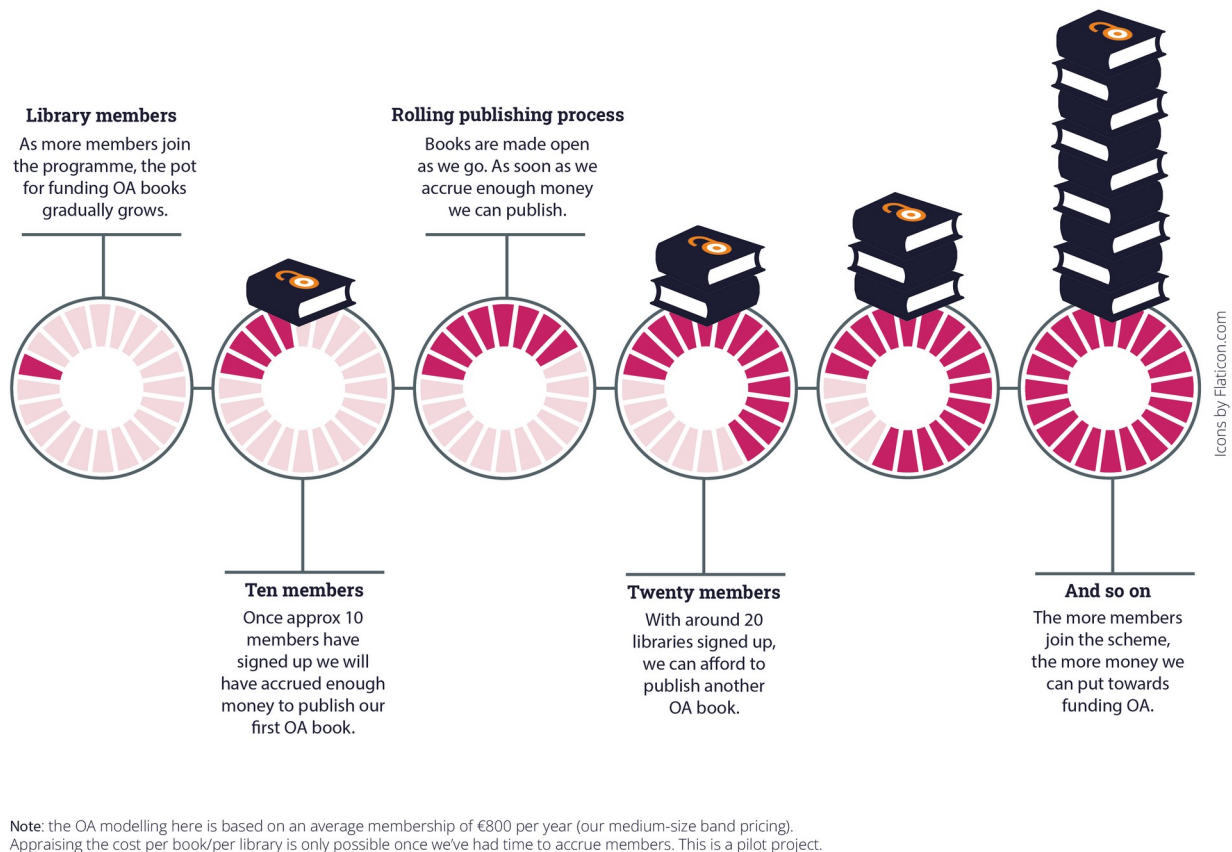 Library members
As more members join
the programme, the pot
for funding OA books
gradually grows.
Rolling publishing process
Books are made open
as we go. As soon as we
accrue enough money
we can publish.
Ten members
Once approx 10
members have
signed up we will
have accrued enough
money to publish our
first OA book.
Twenty members
With around 20
libraries signed up,
we can afford to
publish another
OA book.
And so on
The more members
join the scheme,
the more money we
can put towards
funding OA.
Icons by Flaticon.com
Note: the OA modelling here is based on an average membership of €800 per year (our medium-size band pricing).
Appraising the cost per book/per library is only possible once we’ve had time to accrue members. This is a pilot project.